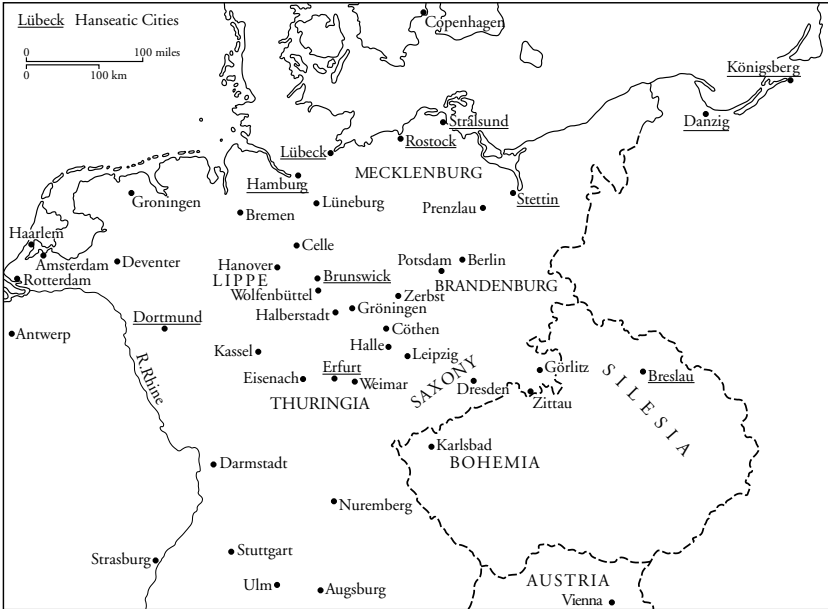 Lübeck Hanseatic Cities
0 100 miles
0 100 km
Copenhagen
Königsberg
Danzig
Strålsund
Rostock
Lübeck
MECKLENBURG
Hamburg
Stettin
Groningen
Lüneburg
Prenzlau
Bremen
Haarlem
Celle
Amsterdam
Deventer
Hanover
Potsdam
Berlin
LIPPE
Brunswick
Rotterdam
BRANDENBURG
Wolfenbüttel
Zerbst
Halberstadt
Gröningen
Dortmund
Cöthen
Antwerp
Halle
Kassel
Leipzig
R.Rhine
Erfurt
Eisenach
Weimar
SAXONY
Görlitz
Breslau
Dresden
Zittau
THURINGIA
SILESIA
Karlsbad
BOHEMIA
Darmstadt
Nuremberg
Strasburg
Stuttgart
Ulm
Augsburg
AUSTRIA
Vienna